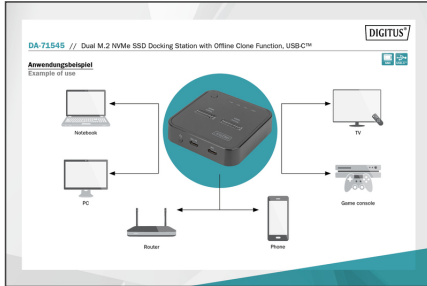 DIGITUS®
DA-71545 // Dual M.2 NVMe SSD Docking Station with Offline Clone Function, USB-C™
Anwendungsbeispiel
Example of use
Notebook
TV
PC
Game console
Router
Phone